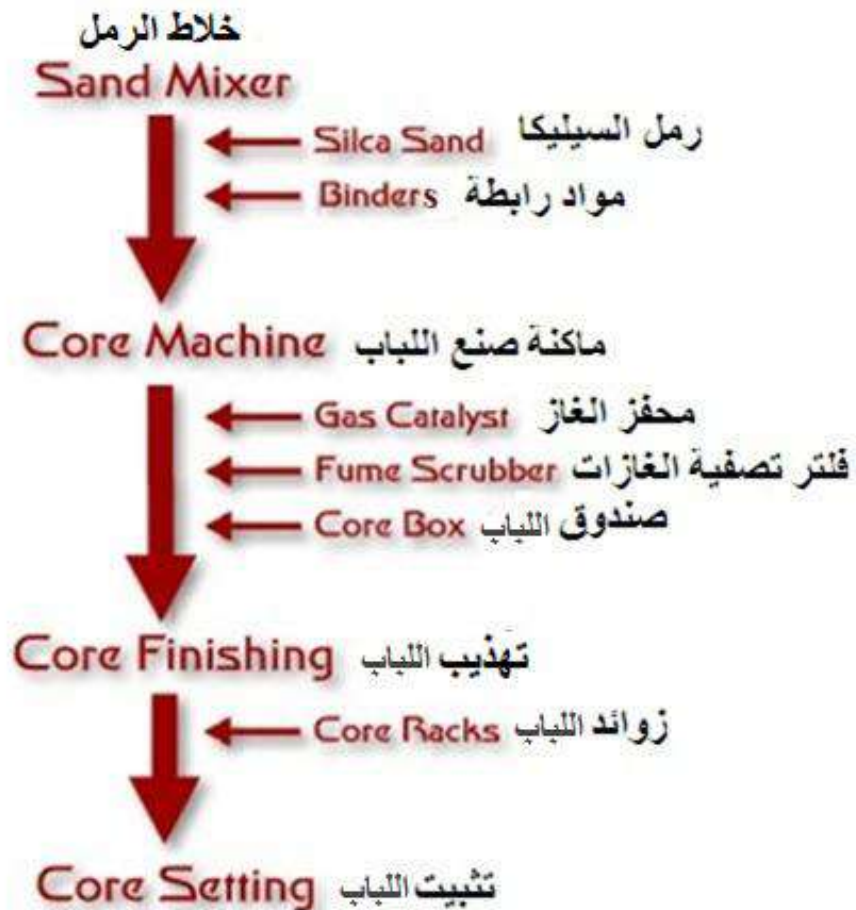 خلاط الرمل
Sand Mixer
Silca Sand رمل السيليكا
Binders مواد رابطة
Core Machine ماكنة صنع اللباب
Gas Catalyst محفز الغاز
Fume Scrubber فلتر تصفية الغازات
Core Box صندوق اللباب
Core Finishing تهذيب اللباب
Core Racks زوائد اللباب
Core Setting تثبيت اللباب